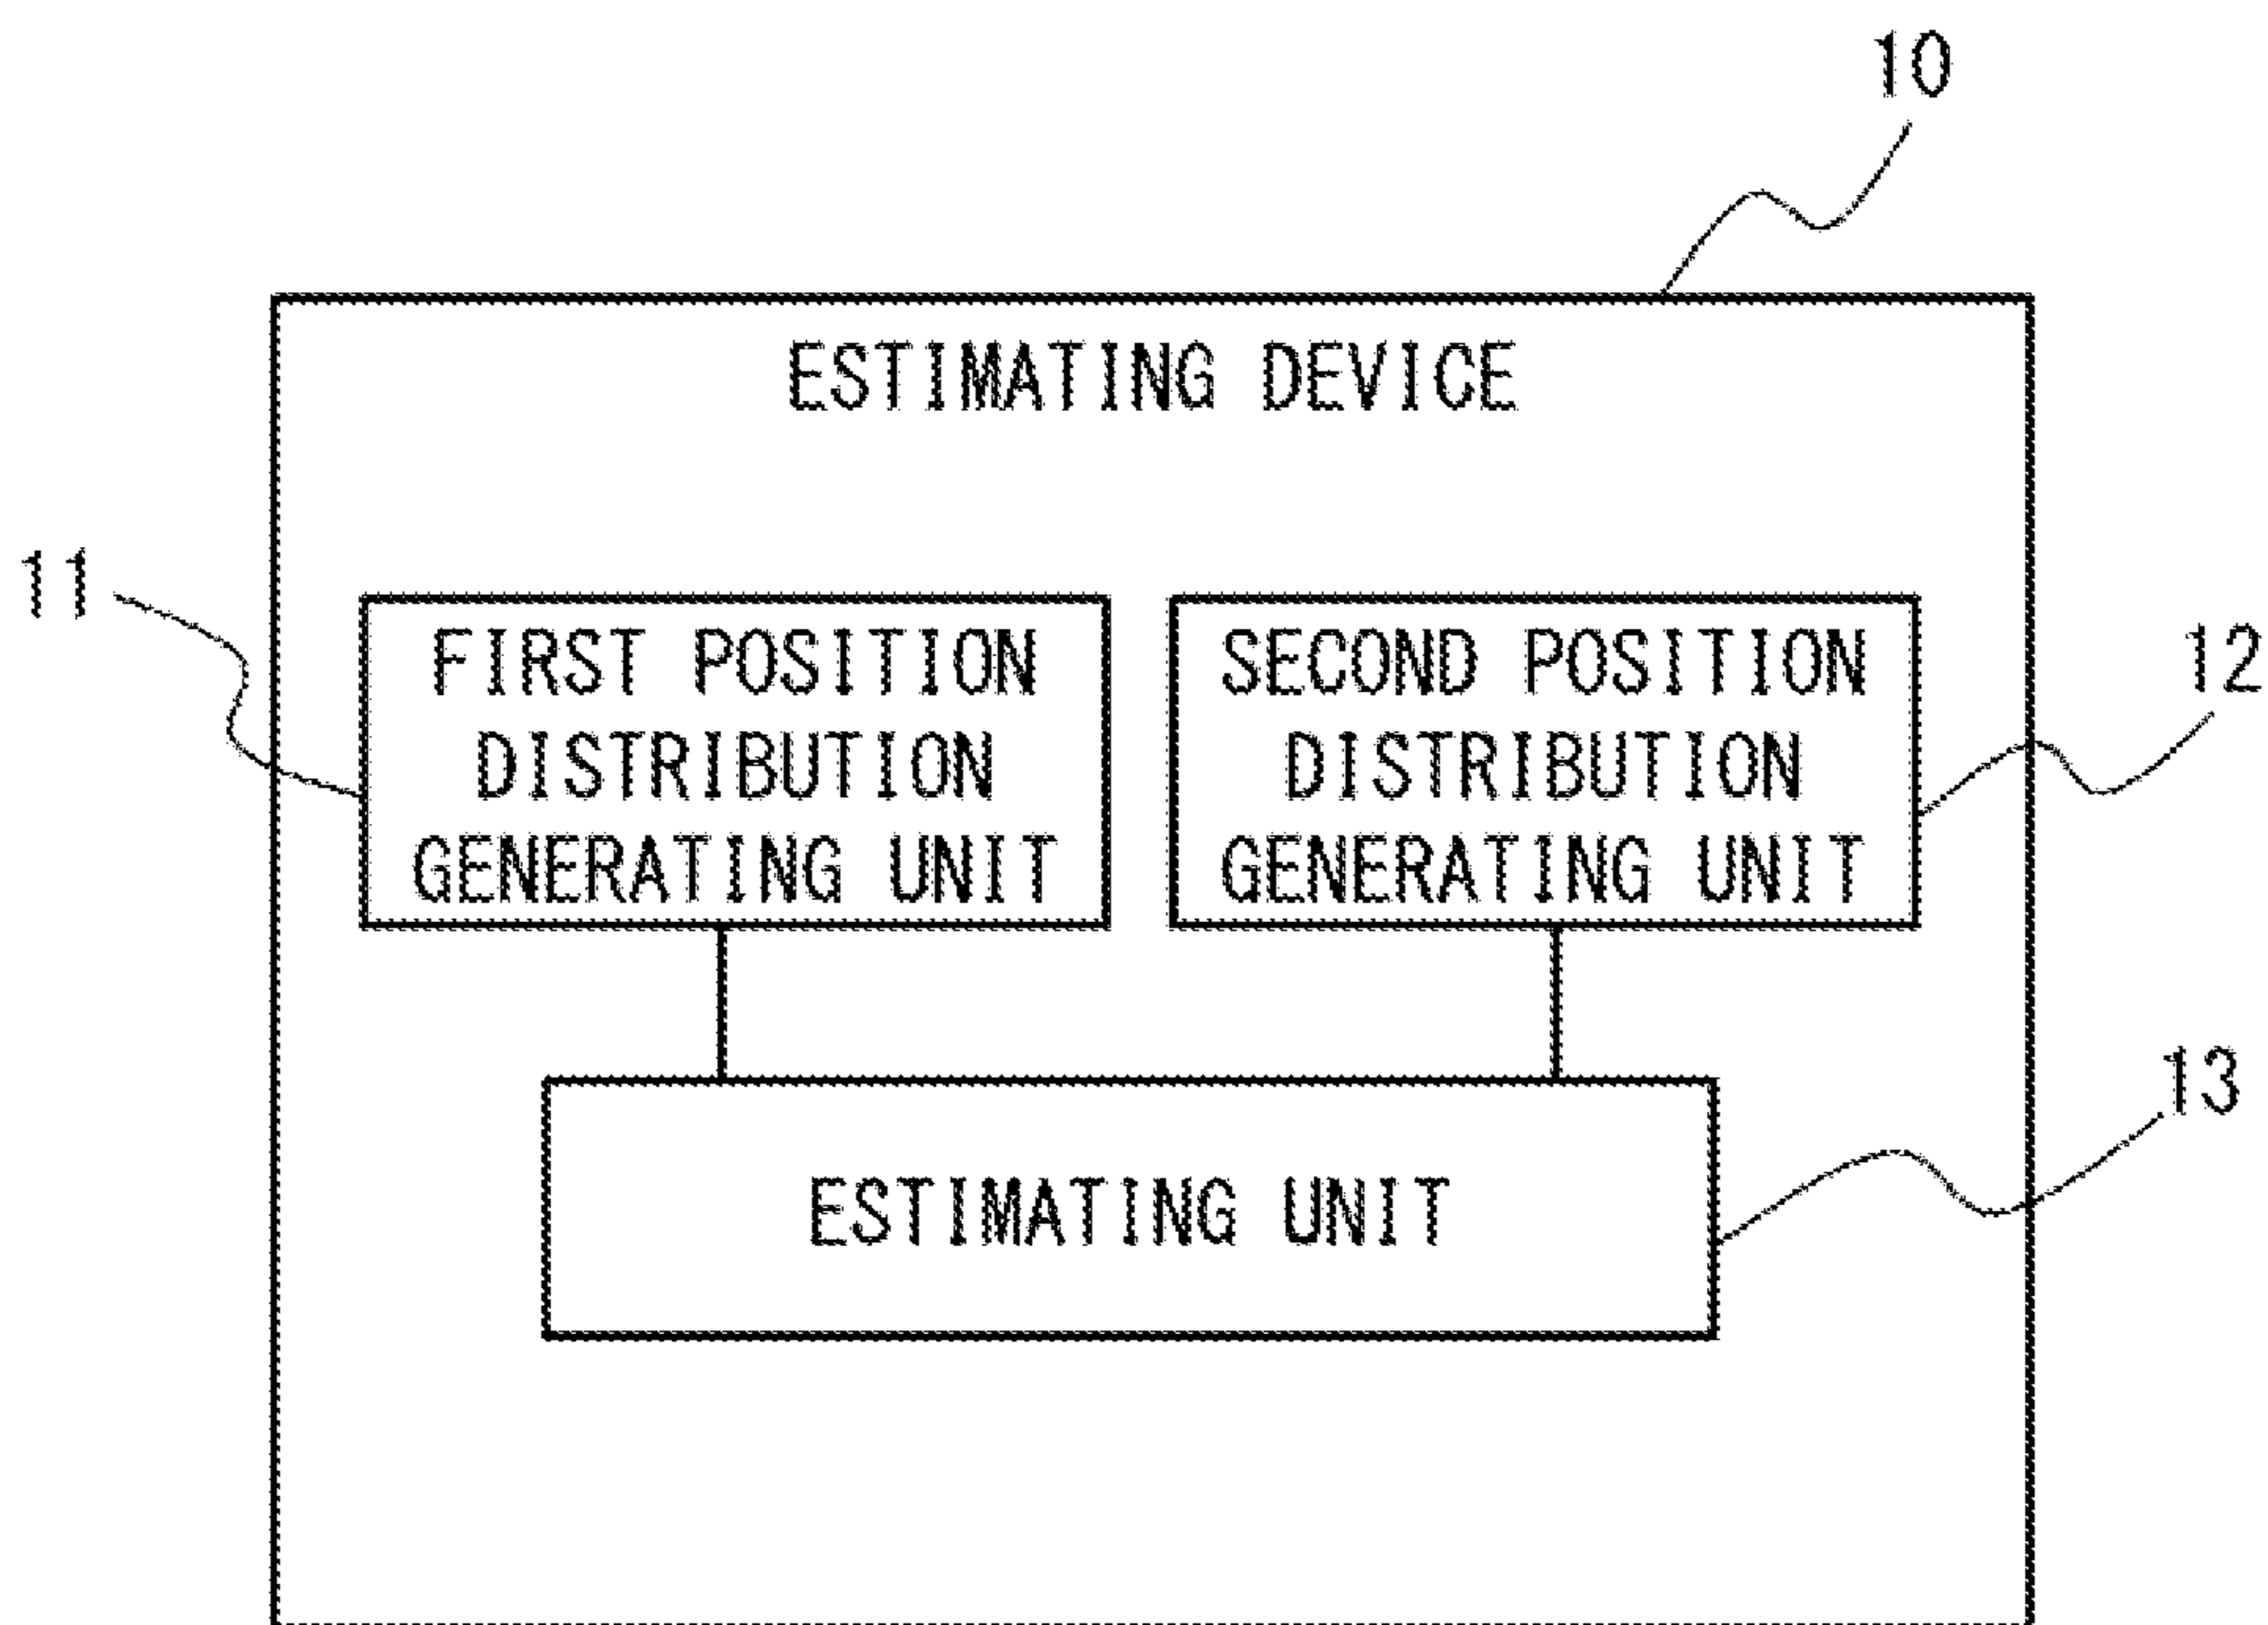 10
ESTIMATING DEVICE
11
FIRST POSITION
DISTRIBUTION
GENERATING UNIT
SECOND POSITION
DISTRIBUTION
GENERATING UNIT
12
13
ESTIMATING UNIT